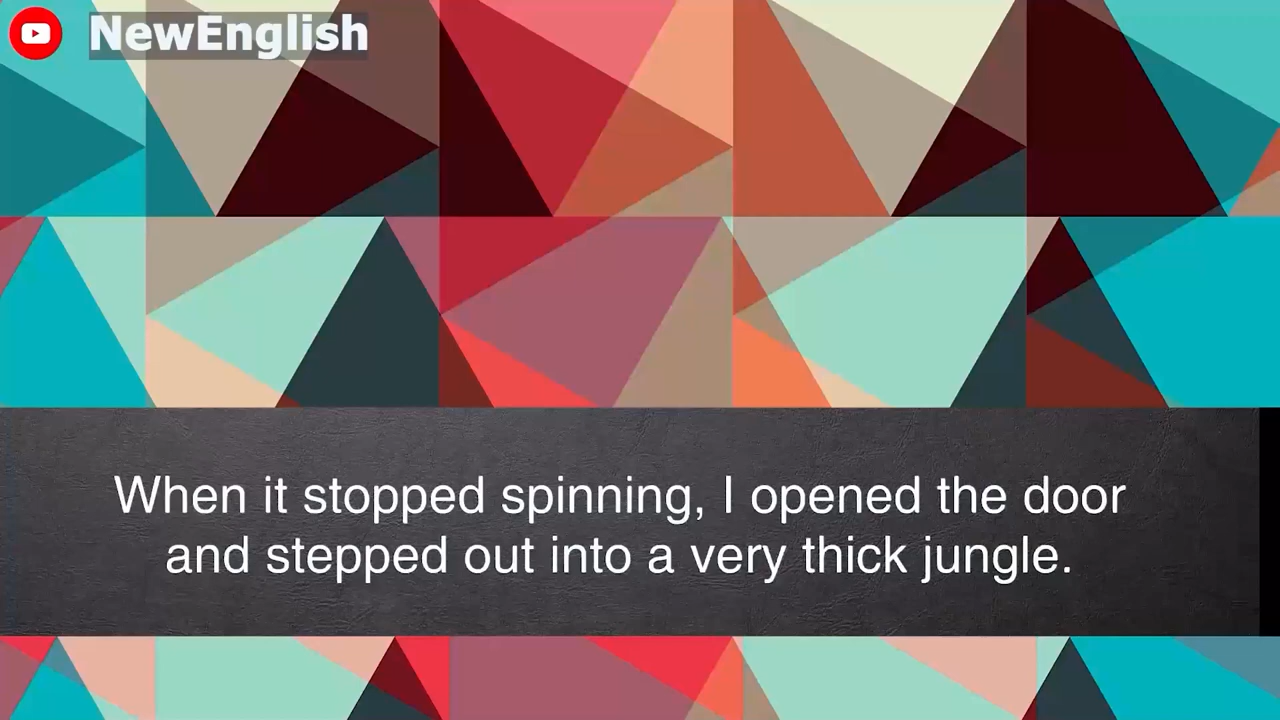 NewEnglish
When it stopped spinning, I opened the door
and stepped out into a very thick jungle.